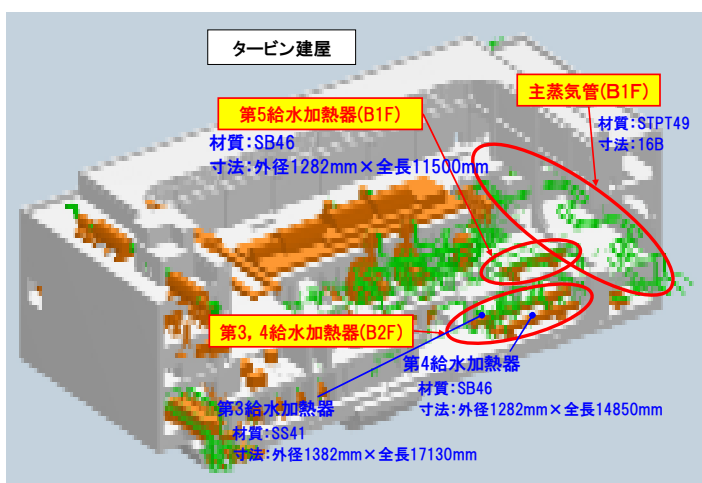 タービン建屋
主蒸気管(B1F)
材質:STPT49
寸法:16B
第5給水加熱器(B1F)
材質:SB46
寸法:外径1282mm×全長11500mm
第3,4給水加熱器(B2F)
第4給水加熱器
材質:SB46
寸法:外径1282mm×全長14850mm
第3給水加熱器
材質:SS41
寸法:外径1382mm×全長17130mm